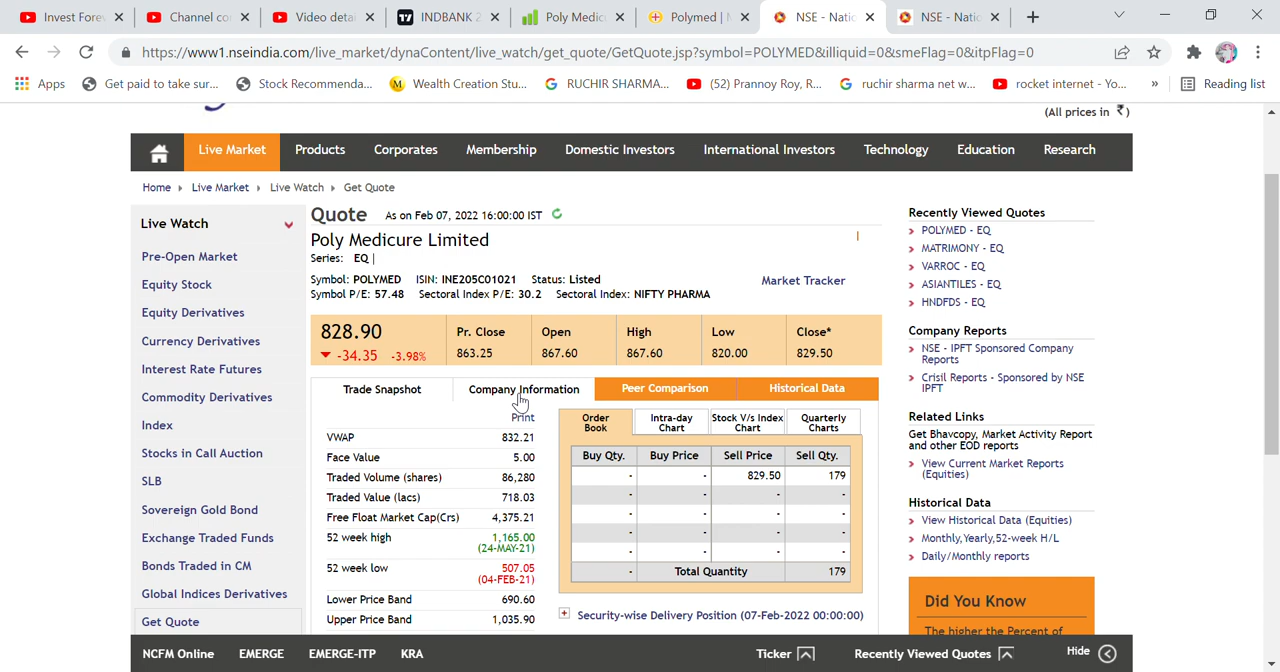 Invest Fore
Channel co
Video deta
INDBANK 2
Poly Medic
Polymed |
NSE - Natio
NSE - Natio
https://www1.nseindia.com/live_market/dynaContent/live_watch/get_quote/GetQuote.jsp?symbol=POLYMED&illiquid=0&smeFlag=0&itpFlag=0
Apps Get paid to take sur... Stock Recommenda... Wealth Creation Stu... RUCHIR SHARMA... (52) Prannoy Roy, R... ruchir sharma net w... rocket internet - Yo... » Reading list
(All prices in ₹)
Live Market Products Corporates Membership Domestic Investors International Investors Technology Education Research
Home Live Market Live Watch Get Quote
Live Watch
Pre-Open Market
Equity Stock
Equity Derivatives
Currency Derivatives
Interest Rate Futures
Commodity Derivatives
Index
Stocks in Call Auction
SLB
Sovereign Gold Bond
Exchange Traded Funds
Bonds Traded in CM
Global Indices Derivatives
Get Quote
Quote As on Feb 07, 2022 16:00:00 IST
Poly Medicure Limited
Series: EQ |
Symbol: POLYMED ISIN: INE205C01021 Status: Listed
Symbol P/E: 57.48 Sectoral Index P/E: 30.2 Sectoral Index: NIFTY PHARMA
Market Tracker
828.90 Pr. Close Open High Low Close*
-34.35 -3.98% 863.25 867.60 867.60 820.00 829.50
Trade Snapshot Company Information Peer Comparison Historical Data
Print
VWAP 832.21
Face Value 5.00
Traded Volume (shares) 86,280
Traded Value (lacs) 718.03
Free Float Market Cap(Crs) 4,375.21
52 week high 1,165.00
(24-MAY-21)
52 week low 507.05
(04-FEB-21)
Lower Price Band 690.60
Upper Price Band 1,035.90
Order Book Intra-day Chart Stock V/s Index Chart Quarterly Charts
Buy Qty. Buy Price Sell Price Sell Qty.
- - 829.50 179
- - - -
- - - -
- - - -
- - - -
- Total Quantity 179
Security-wise Delivery Position (07-Feb-2022 00:00:00)
Recently Viewed Quotes
POLYMED - EQ
MATRIMONY - EQ
VARROC - EQ
ASIANTILES - EQ
HNDFDS - EQ
Company Reports
NSE - IPFT Sponsored Company
Reports
Crisil Reports - Sponsored by NSE
IPFT
Related Links
Get Bhavcopy, Market Activity Report
and other EOD reports
View Current Market Reports
(Equities)
Historical Data
View Historical Data (Equities)
Monthly,Yearly,52-week H/L
Daily/Monthly reports
Did You Know
The higher the Percent of
NCFM Online EMERGE EMERGE-ITP KRA Ticker Recently Viewed Quotes Hide